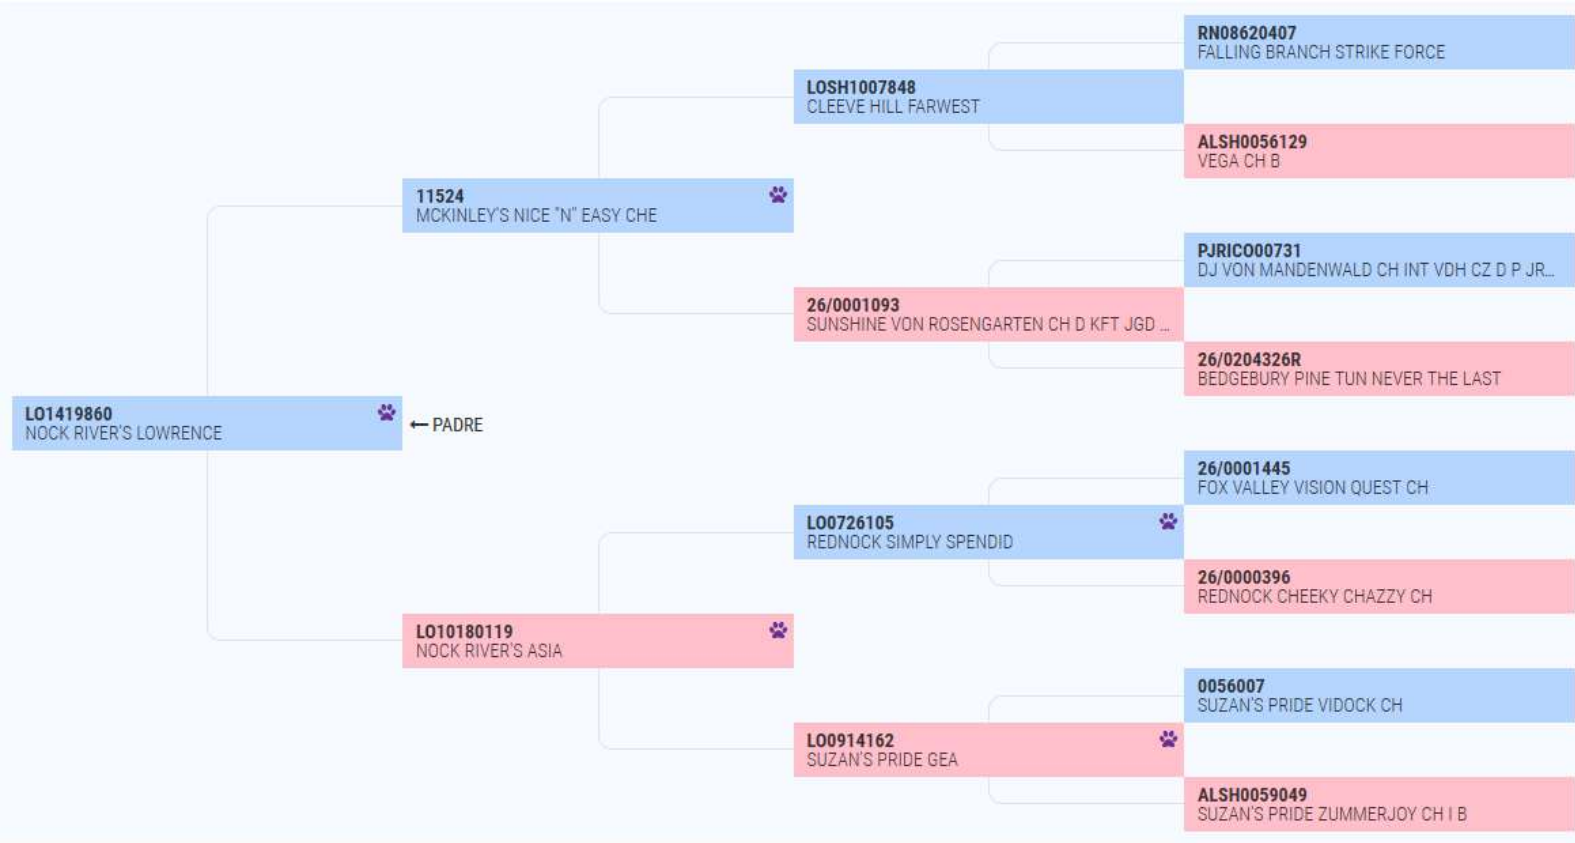 RN08620407
FALLING BRANCH STRIKE FORCE
LOSH1007848
CLEEVE HILL FARWEST
ALSH0056129
VEGA CH B
11524
MCKINLEY'S NICE "N" EASY CHE
PJRICO00731
DJ VON MANDENWALD CH INT VDH CZ D P JR...
26/0001093
SUNSHINE VON ROSENGARTEN CH D KFT JGD ...
26/0204326R
BEDGEBURY PINE TUN NEVER THE LAST
LO1419860
NOCK RIVER'S LOWRENCE
← PADRE
26/0001445
FOX VALLEY VISION QUEST CH
LO0726105
REDNOCK SIMPLY SPENDID
26/0000396
REDNOCK CHEEKY CHAZZY CH
LO10180119
NOCK RIVER'S ASIA
0056007
SUZAN'S PRIDE VIDOCK CH
LO0914162
SUZAN'S PRIDE GEA
ALSH0059049
SUZAN'S PRIDE ZUMMERJOY CH I B